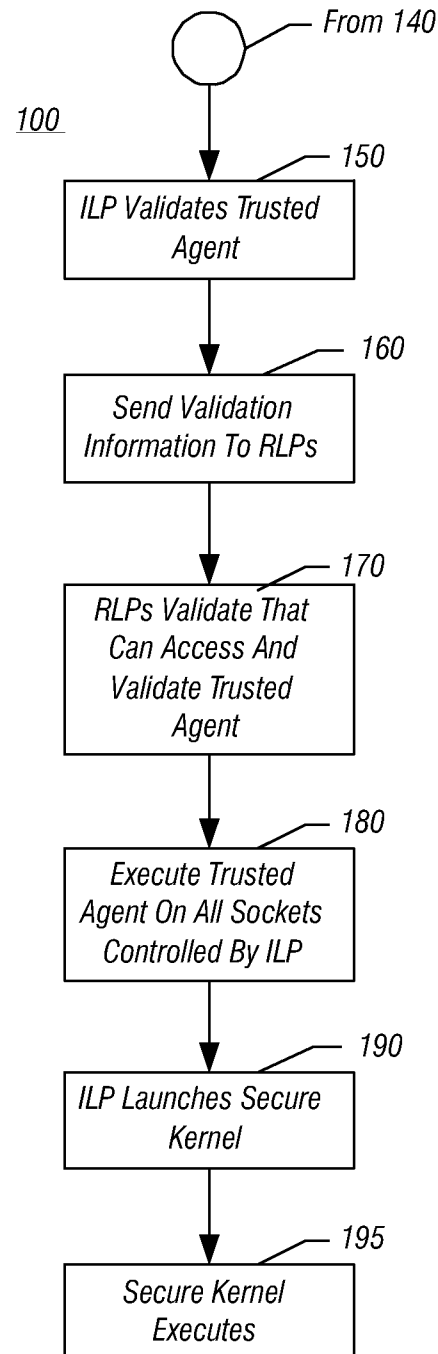 From 140
100
150
ILP Validates Trusted
Agent
160
Send Validation
Information To RLPs
170
RLPs Validate That
Can Access And
Validate Trusted
Agent
180
Execute Trusted
Agent On All Sockets
Controlled By ILP
190
ILP Launches Secure
Kernel
195
Secure Kernel
Executes